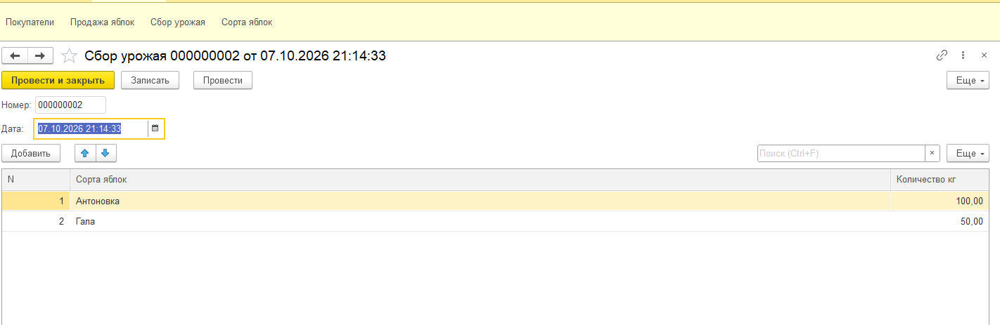 Покупатели Продажа яблок Сбор урожая Сорта яблок
Сбор урожая 000000002 от 07.10.2026 21:14:33
Провести и закрыть Записать Провести Еще
Номер: 000000002
Дата: 07.10.2026 21:14:33
Добавить Поиск (Ctrl+F) × Еще
N Сорта яблок Количество кг
1 Антоновка 100,00
2 Гала 50,00